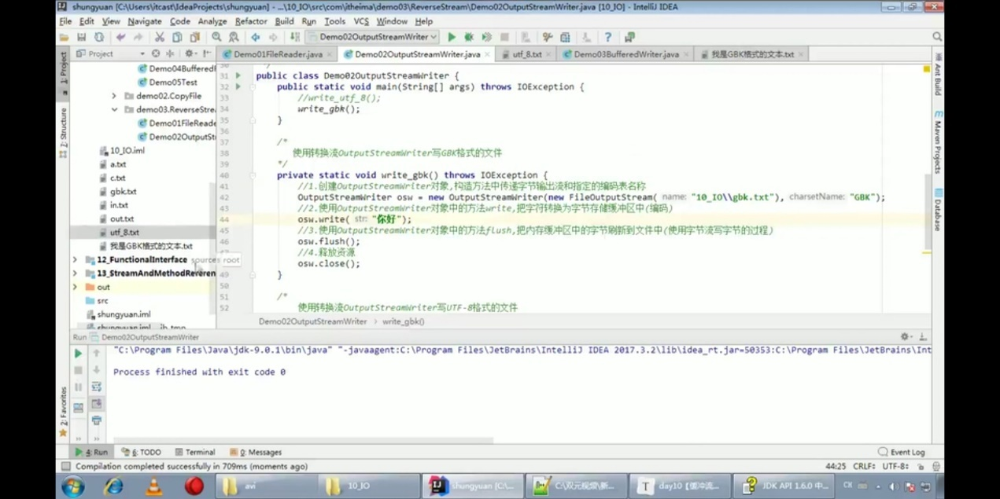 shungyuan [C:\Users\itcast\IdeaProjects\shungyuan] - ...\10_IO\src\com\itheima\demo03\ReverseStream\Demo02OutputStreamWriter.java [10_IO] - IntelliJ IDEA
File Edit View Navigate Code Analyze Refactor Build Run Tools VCS Window Help
Demo02OutputStreamWriter
Project
Demo01FileReader.java Demo02OutputStreamWriter.java utf_8.txt Demo03BufferedWriter.java 我是GBK格式的文本.txt
1: Project
Z: Structure
2: Favorites
Demo04BufferedI
Demo05Test
demo02.CopyFile
demo03.ReverseStrea
Demo01FileReade
Demo02OutputSt
10_IO.iml
a.txt
c.txt
gbk.txt
in.txt
out.txt
utf_8.txt
我是GBK格式的文本.txt
12_FunctionalInterface sources root
13_StreamAndMethodReferen
out
src
shungyuan.iml
30 */
31 public class Demo02OutputStreamWriter {
32 public static void main(String[] args) throws IOException {
33 //write_utf_8();
34 write_gbk();
35 }
36
37 /*
38 使用转换流OutputStreamWriter写GBK格式的文件
39 */
40 private static void write_gbk() throws IOException {
41 //1.创建OutputStreamWriter对象,构造方法中传递字节输出流和指定的编码表名称
42 OutputStreamWriter osw = new OutputStreamWriter(new FileOutputStream( name: "10_IO\\gbk.txt"), charsetName: "GBK");
43 //2.使用OutputStreamWriter对象中的方法write,把字符转换为字节存储缓冲区中(编码)
44 osw.write( str: "你好");
45 //3.使用OutputStreamWriter对象中的方法flush,把内存缓冲区中的字节刷新到文件中(使用字节流写字节的过程)
46 osw.flush();
47 //4.释放资源
48 osw.close();
49 }
50
51 /*
52 使用转换流OutputStreamWriter写UTF-8格式的文件
Demo02OutputStreamWriter › write_gbk()
Ant Build
Maven Projects
Database
Run Demo02OutputStreamWriter
"C:\Program Files\Java\jdk-9.0.1\bin\java" "-javaagent:C:\Program Files\JetBrains\IntelliJ IDEA 2017.3.2\lib\idea_rt.jar=50353:C:\Program Files\JetBrains\Int
Process finished with exit code 0
4: Run 6: TODO Terminal 0: Messages Event Log
Compilation completed successfully in 709ms (moments ago) 44:25 CRLF: UTF-8:
avi 10_IO shungyuan [C:\... C:\双元视频\新... day10【缓冲流... JDK API 1.6.0 中... CH